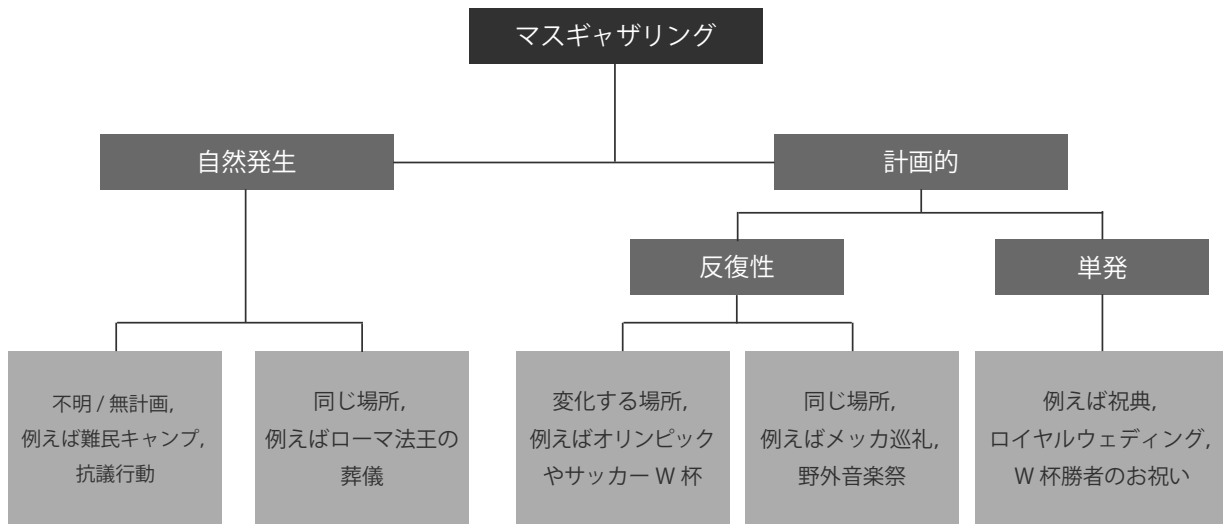 マスギャザリング
自然発生
計画的
反復性
単発
不明 / 無計画,
例えば難民キャンプ,
抗議行動
同じ場所,
例えばローマ法王の
葬儀
変化する場所,
例えばオリンピック
やサッカー W 杯
同じ場所,
例えばメッカ巡礼,
野外音楽祭
例えば祝典,
ロイヤルウェディング,
W 杯勝者のお祝い